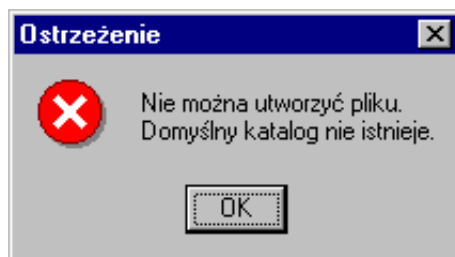 Ostrzeżenie
Nie można utworzyć pliku.
Domyślny katalog nie istnieje.
OK